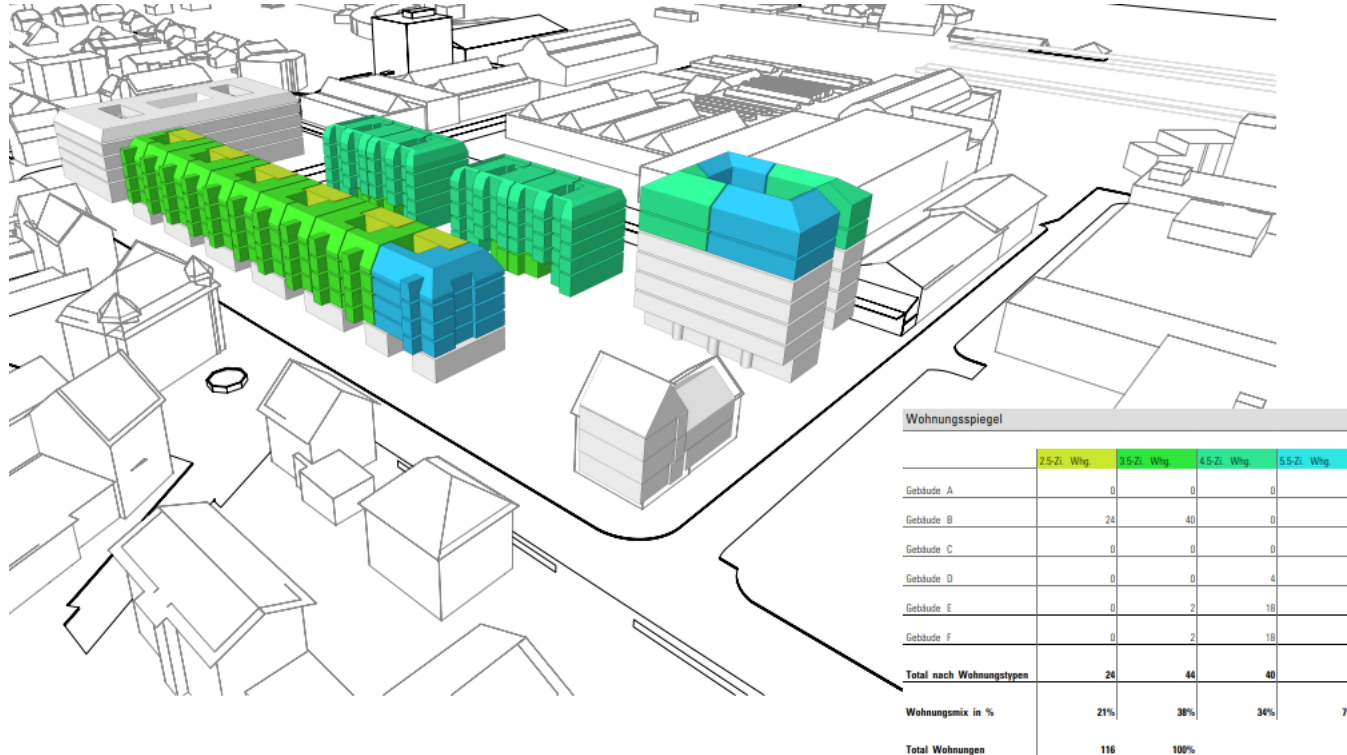 Wohnungsspiegel
2.5-Zi. Whg. 3.5-Zi. Whg. 4.5-Zi. Whg. 5.5-Zi. Whg.
Gebäude A 0 0 0
Gebäude B 24 40 0
Gebäude C 0 0 0
Gebäude D 0 0 4
Gebäude E 0 2 18
Gebäude F 0 2 18
Total nach Wohnungstypen 24 44 40
Wohnungsmix in % 21% 38% 34% 7
Total Wohnungen 116 100%